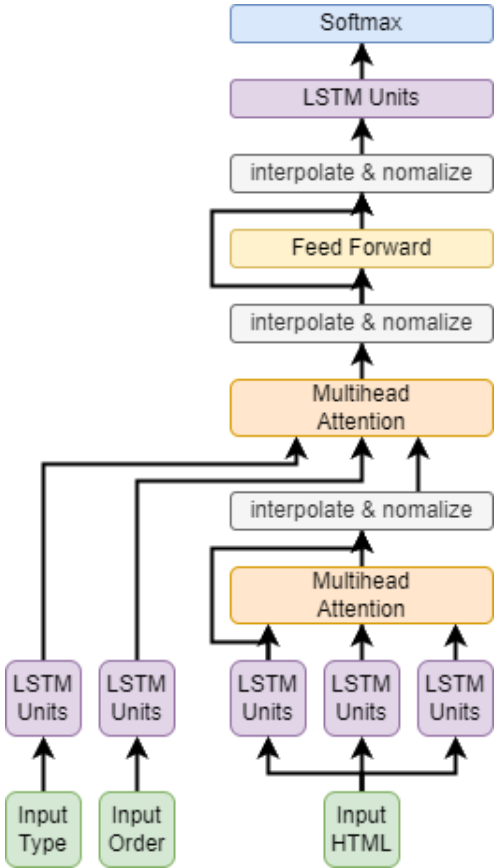 Softmax
LSTM Units
interpolate & nomalize
Feed Forward
interpolate & nomalize
Multihead
Attention
interpolate & nomalize
Multihead
Attention
LSTM
Units
LSTM
Units
LSTM
Units
LSTM
Units
LSTM
Units
Input
Type
Input
Order
Input
HTML